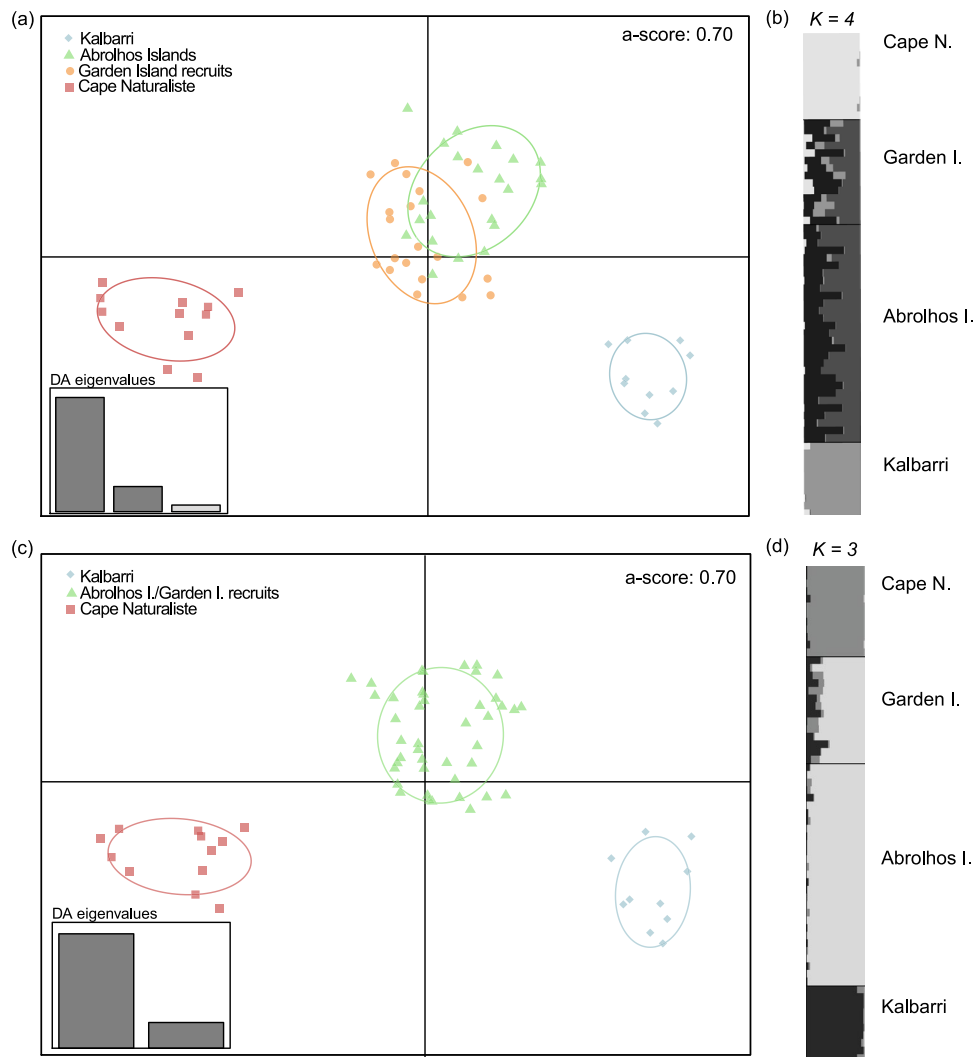 (a)
Kalbarri
Abrolhos Islands
Garden Island recruits
Cape Naturaliste
a-score: 0.70
DA eigenvalues
(b)
K = 4
Cape N.
Garden I.
Abrolhos I.
Kalbarri
(c)
Kalbarri
Abrolhos I./Garden I. recruits
Cape Naturaliste
a-score: 0.70
DA eigenvalues
(d)
K = 3
Cape N.
Garden I.
Abrolhos I.
Kalbarri